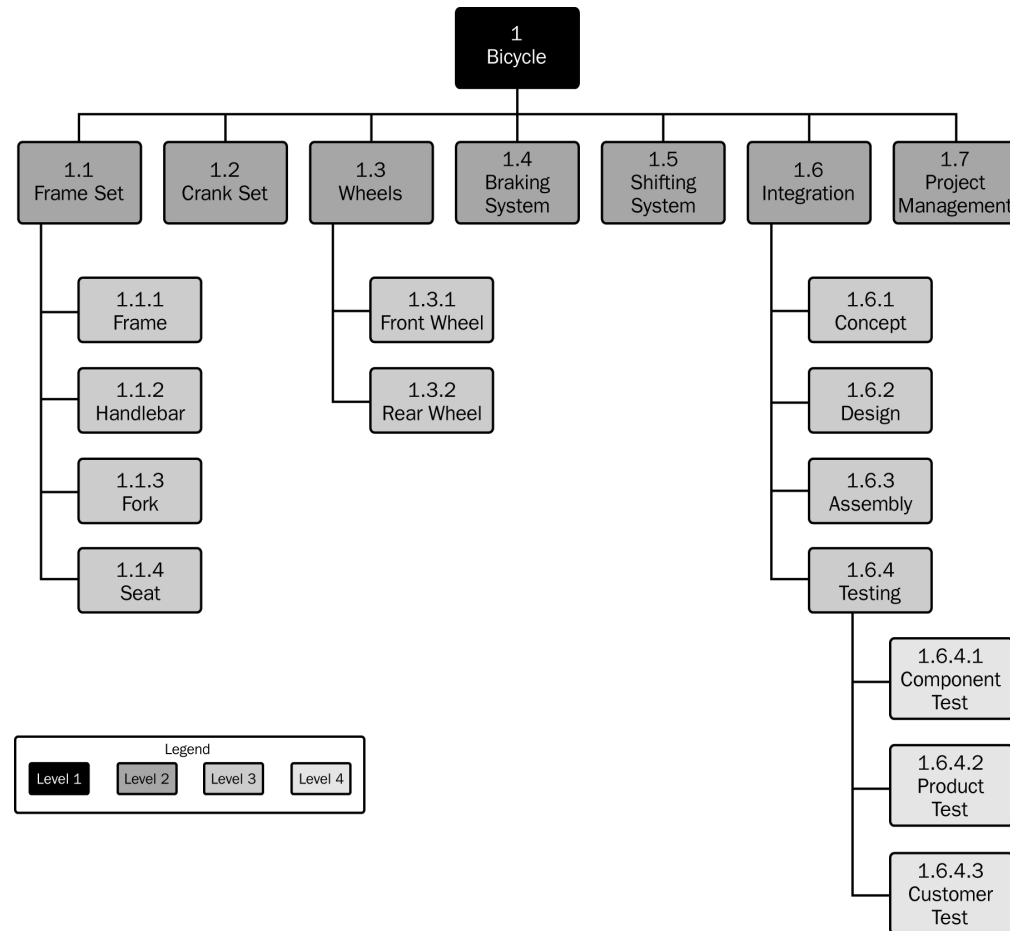 1
Bicycle
1.1
Frame Set
1.2
Crank Set
1.3
Wheels
1.4
Braking
System
1.5
Shifting
System
1.6
Integration
1.7
Project
Management
1.1.1
Frame
1.1.2
Handlebar
1.1.3
Fork
1.1.4
Seat
1.3.1
Front Wheel
1.3.2
Rear Wheel
1.6.1
Concept
1.6.2
Design
1.6.3
Assembly
1.6.4
Testing
1.6.4.1
Component
Test
1.6.4.2
Product
Test
1.6.4.3
Customer
Test
Legend
Level 1
Level 2
Level 3
Level 4